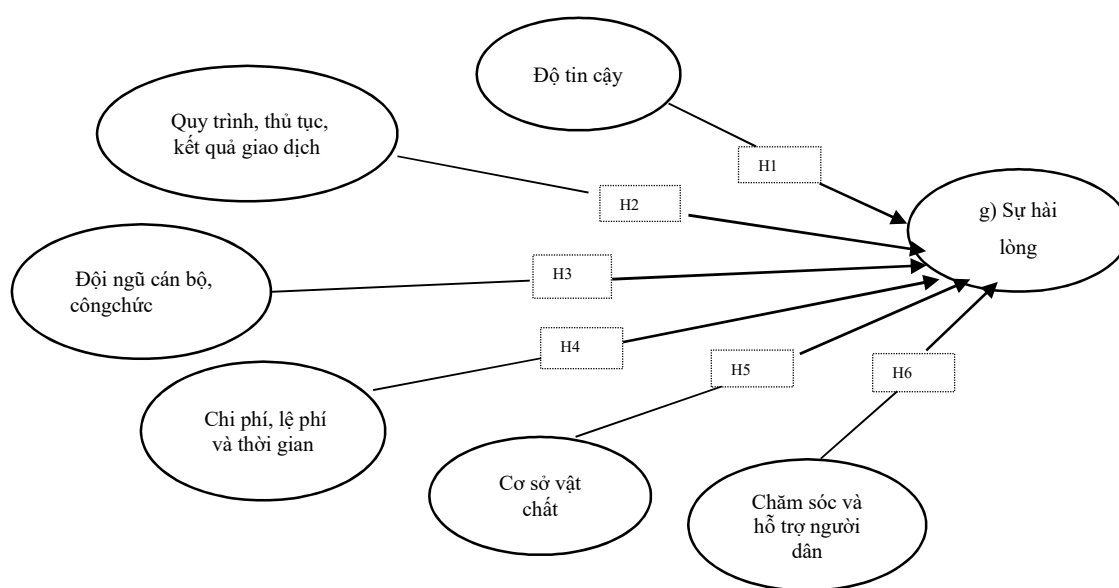 Độ tin cậy
Quy trình, thủ tục,
kết quả giao dịch
H1
H2
g) Sự hài
lòng
Đội ngũ cán bộ,
côngchức
H3
H4
H5
H6
Chi phí, lệ phí
và thời gian
Cơ sở vật
chất
Chăm sóc và
hỗ trợ người
dân